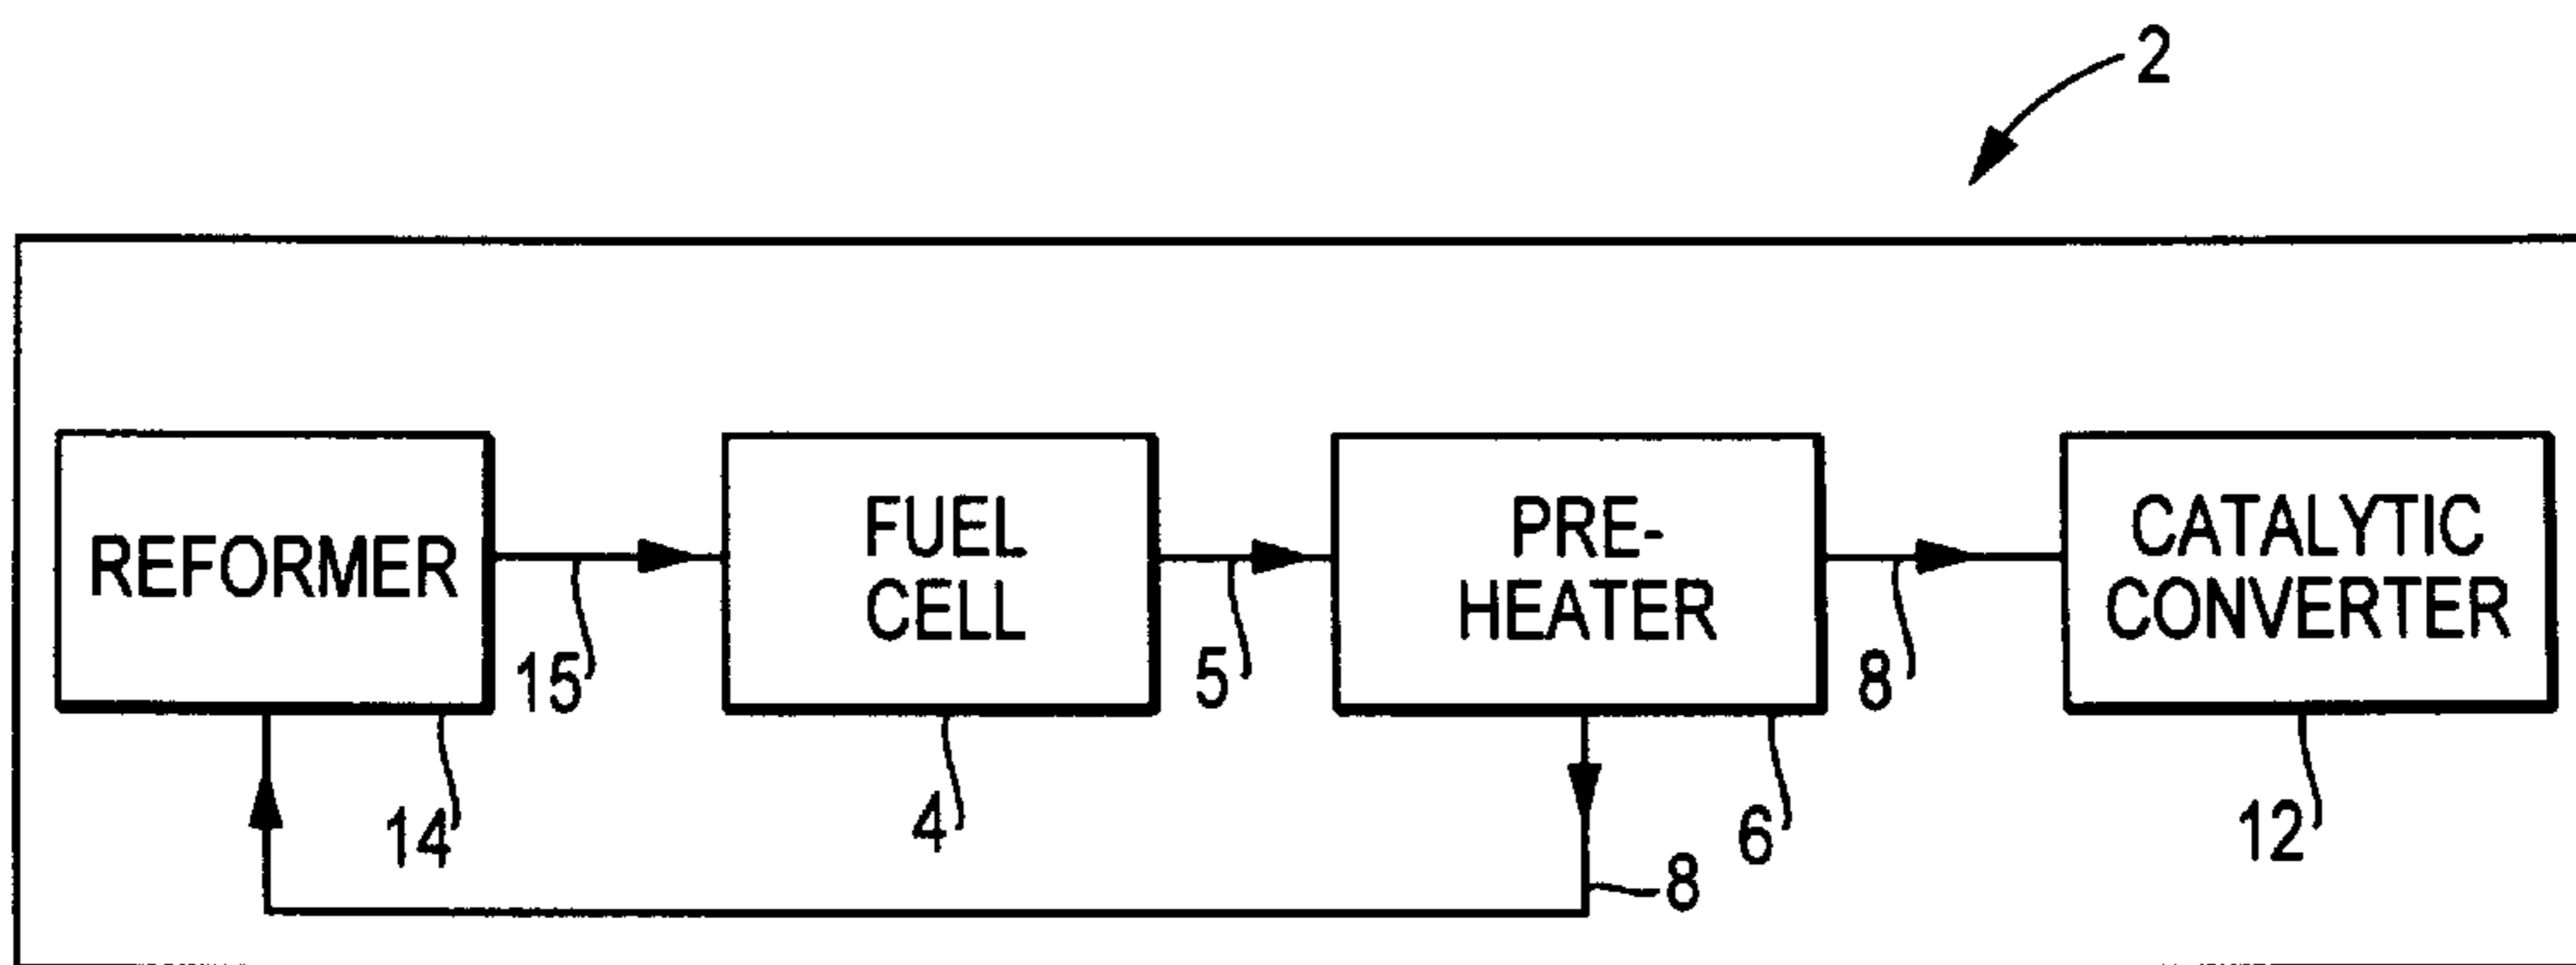 2
REFORMER
FUEL
CELL
PRE-
HEATER
CATALYTIC
CONVERTER
15
5
8
14
4
6
12
8